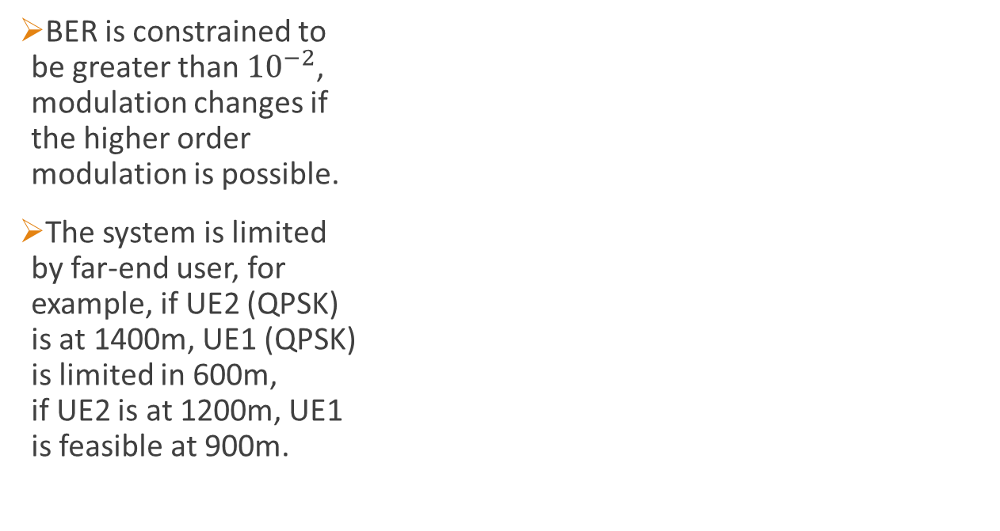 ➢BER is constrained to
be greater than 10⁻²,
modulation changes if
the higher order
modulation is possible.
➢The system is limited
by far-end user, for
example, if UE2 (QPSK)
is at 1400m, UE1 (QPSK)
is limited in 600m,
if UE2 is at 1200m, UE1
is feasible at 900m.